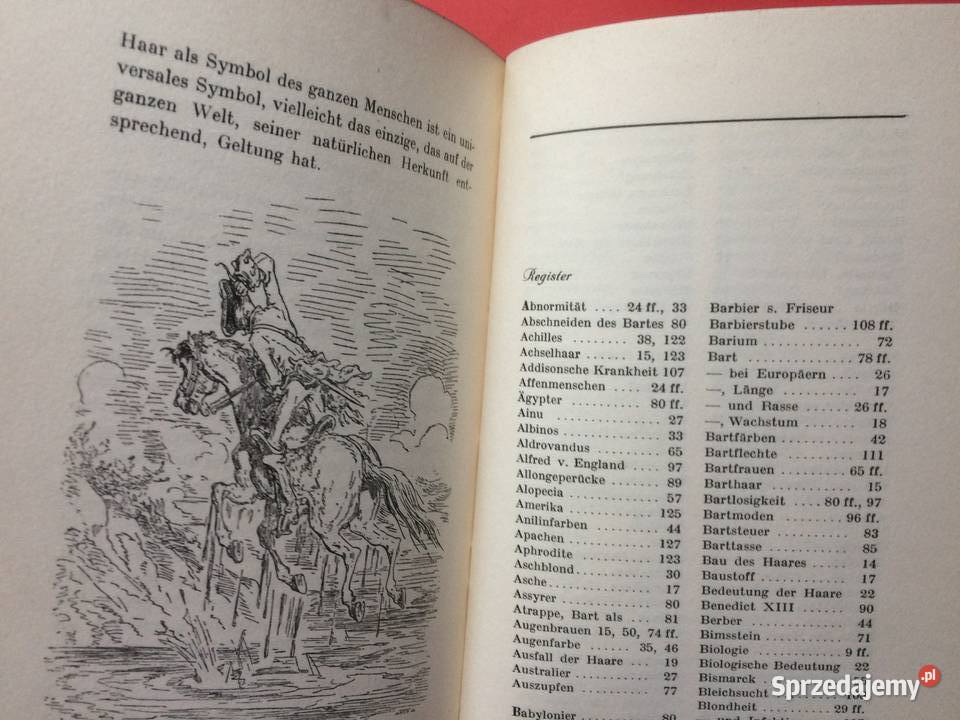 Haar als Symbol des ganzen Menschen ist ein uni-
versales Symbol, vielleicht das einzige, das auf der
ganzen Welt, seiner natürlichen Herkunft ent-
sprechend, Geltung hat.
Register
Abnormität .... 24 ff., 33
Abschneiden des Bartes 80
Achilles ........ 38, 122
Achselhaar ...... 15, 123
Addisonsche Krankheit 107
Affenmenschen .... 24 ff.
Ägypter .......... 80 ff.
Ainu ............. 27
Albinos ........... 33
Aldrovandus ....... 65
Alfred v. England .... 97
Allongeperücke ..... 89
Alopecia .......... 57
Amerika .......... 125
Anilinfarben ....... 44
Apachen .......... 127
Aphrodite ......... 123
Aschblond ......... 30
Asche ............. 17
Assyrer ........... 80
Atrappe, Bart als ... 81
Augenbrauen 15, 50, 74 ff.
Augenfarbe ..... 35, 46
Ausfall der Haare ... 19
Australier ......... 27
Auszupfen ......... 77
Babylonier ........ 80
Barbier s. Friseur
Barbierstube ...... 108 ff.
Barium ............ 72
Bart .............. 78 ff.
— bei Europäern .... 26
—, Länge ......... 17
— und Rasse ....... 26 ff.
—, Wachstum ...... 18
Bartfärben ......... 42
Bartflechte ........ 111
Bartfrauen ........ 65 ff.
Barthaar .......... 15
Bartlosigkeit ... 80 ff., 97
Bartmoden ........ 96 ff.
Bartsteuer ......... 83
Barttasse .......... 85
Bau des Haares ..... 14
Baustoff ........... 17
Bedeutung der Haare 22
Benedict XIII ...... 90
Berber ............ 44
Bimsstein .......... 71
Biologie ........... 9 ff.
Biologische Bedeutung 22
Bismarck
Bleichsucht
Blondheit ......... 29 ff.
Sprzedajemy.pl